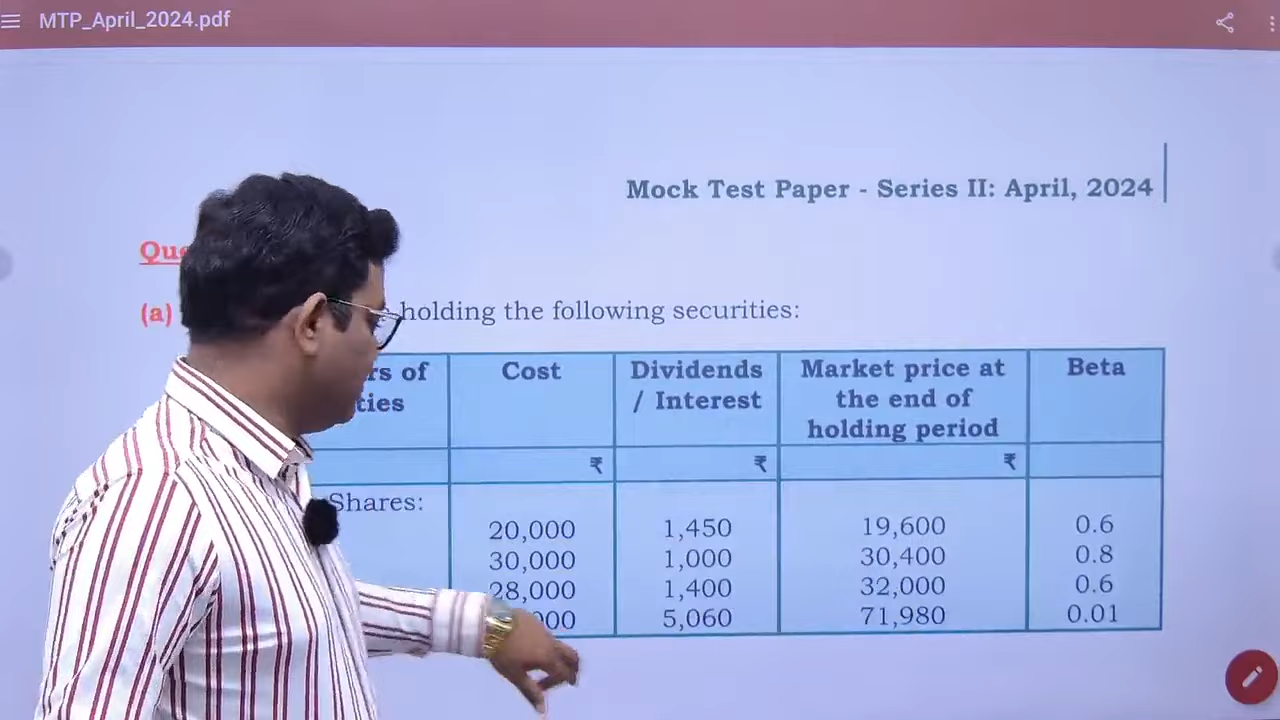 MTP_April_2024.pdf
Mock Test Paper - Series II: April, 2024
(a) holding the following securities:
Cost Dividends / Interest Market price at the end of holding period Beta
₹ ₹ ₹
Shares:
20,000 1,450 19,600 0.6
30,000 1,000 30,400 0.8
28,000 1,400 32,000 0.6
5,060 71,980 0.01